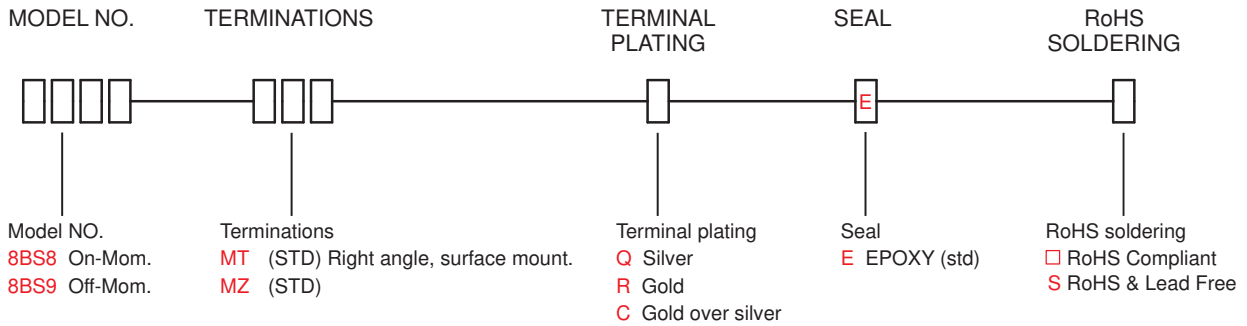 MODEL NO.
TERMINATIONS
TERMINAL
PLATING
SEAL
RoHS
SOLDERING
E
Model NO.
8BS8 On-Mom.
8BS9 Off-Mom.
Terminations
MT (STD) Right angle, surface mount.
MZ (STD)
Terminal plating
Q Silver
R Gold
C Gold over silver
Seal
E EPOXY (std)
RoHS soldering
□ RoHS Compliant
S RoHS & Lead Free